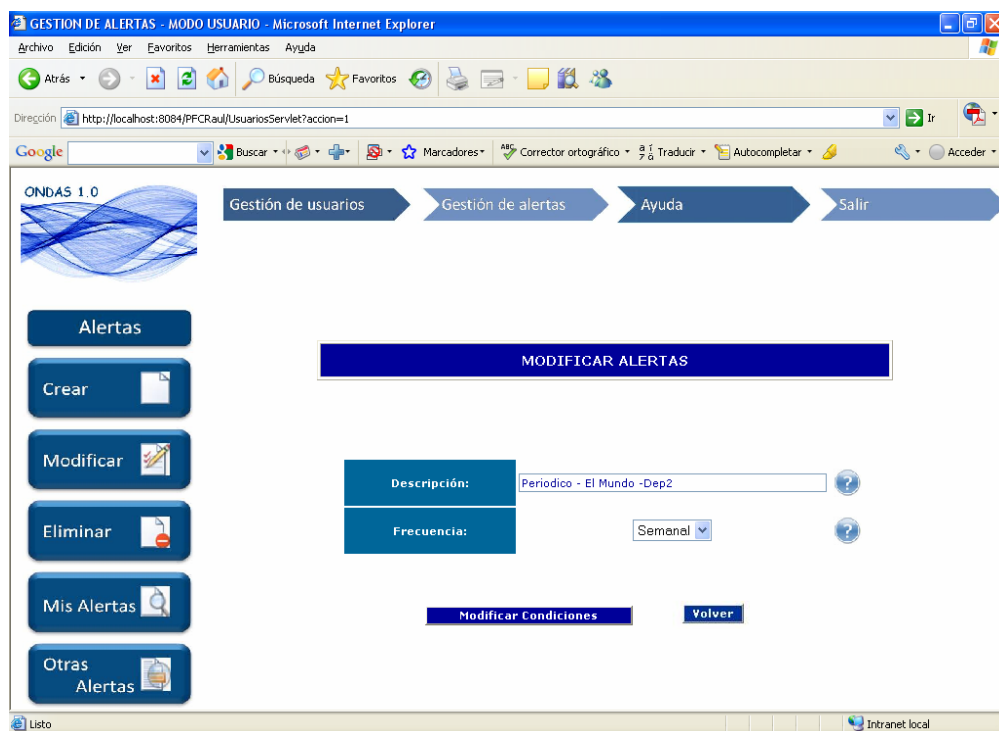 GESTION DE ALERTAS - MODO USUARIO - Microsoft Internet Explorer
Archivo Edición Ver Favoritos Herramientas Ayuda
Atrás Búsqueda Favoritos
Dirección http://localhost:8084/PFCRaul/UsuariosServlet?accion=1 Ir
Google Buscar Marcadores ABC Corrector ortográfico Traducir Autocompletar Acceder
ONDAS 1.0
Gestión de usuarios Gestión de alertas Ayuda Salir
Alertas
MODIFICAR ALERTAS
Crear
Modificar
Descripción: Periodico - El Mundo -Dep2 ?
Eliminar
Frecuencia: Semanal ?
Mis Alertas
Modificar Condiciones Volver
Otras
Alertas
Listo Intranet local